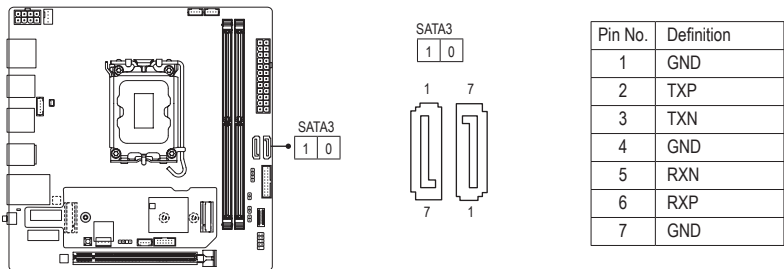 SATA3
1 0
SATA3
1 0
1 7
7 1
Pin No. Definition
1 GND
2 TXP
3 TXN
4 GND
5 RXN
6 RXP
7 GND